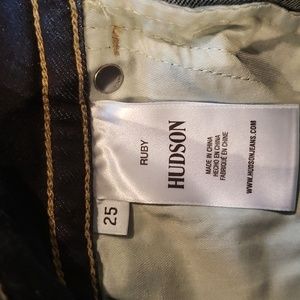 RUBY
HUDSON
MADE IN CHINA
HECHO EN CHINA
FABRIQUÉ EN CHINE
WWW.HUDSONJEANS.COM
25